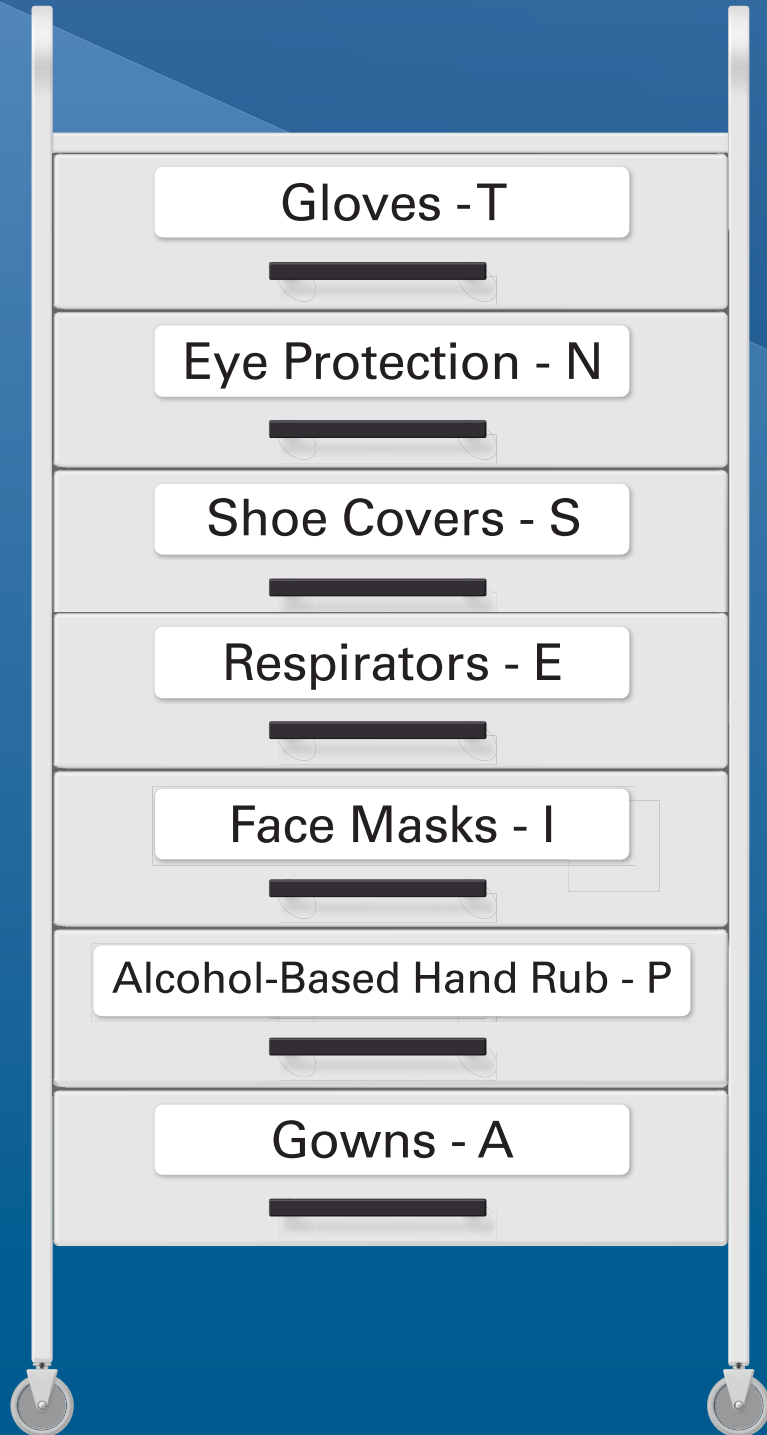 Gloves - T
Eye Protection - N
Shoe Covers - S
Respirators - E
Face Masks - I
Alcohol-Based Hand Rub - P
Gowns - A